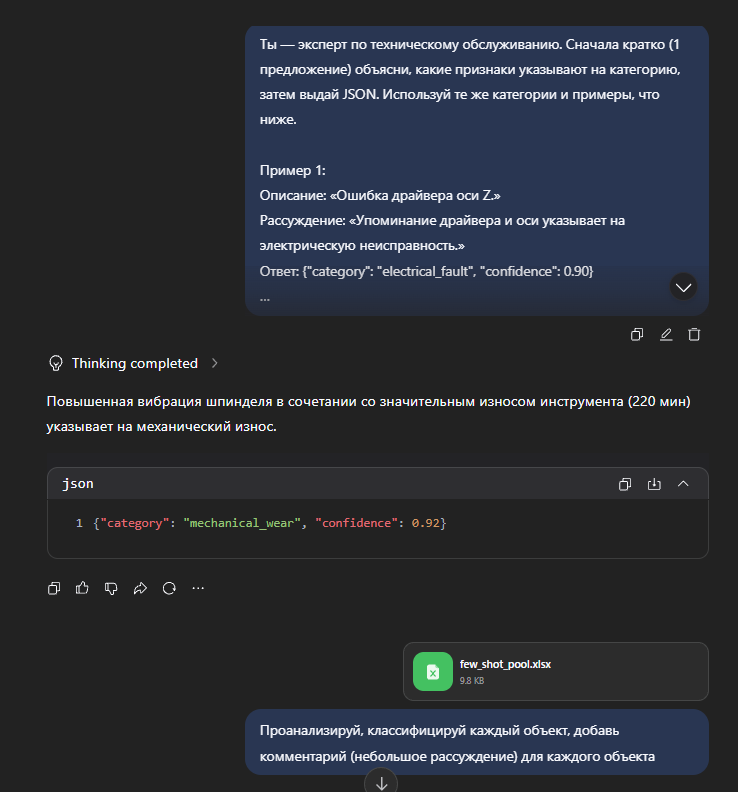 Ты — эксперт по техническому обслуживанию. Сначала кратко (1
предложение) объясни, какие признаки указывают на категорию,
затем выдай JSON. Используй те же категории и примеры, что
ниже.
Пример 1:
Описание: «Ошибка драйвера оси Z.»
Рассуждение: «Упоминание драйвера и оси указывает на
электрическую неисправность.»
Ответ: {"category": "electrical_fault", "confidence": 0.90}
...
Thinking completed
Повышенная вибрация шпинделя в сочетании со значительным износом инструмента (220 мин)
указывает на механический износ.
json
1 {"category": "mechanical_wear", "confidence": 0.92}
few_shot_pool.xlsx
9.8 KB
Проанализируй, классифицируй каждый объект, добавь
комментарий (небольшое рассуждение) для каждого объекта